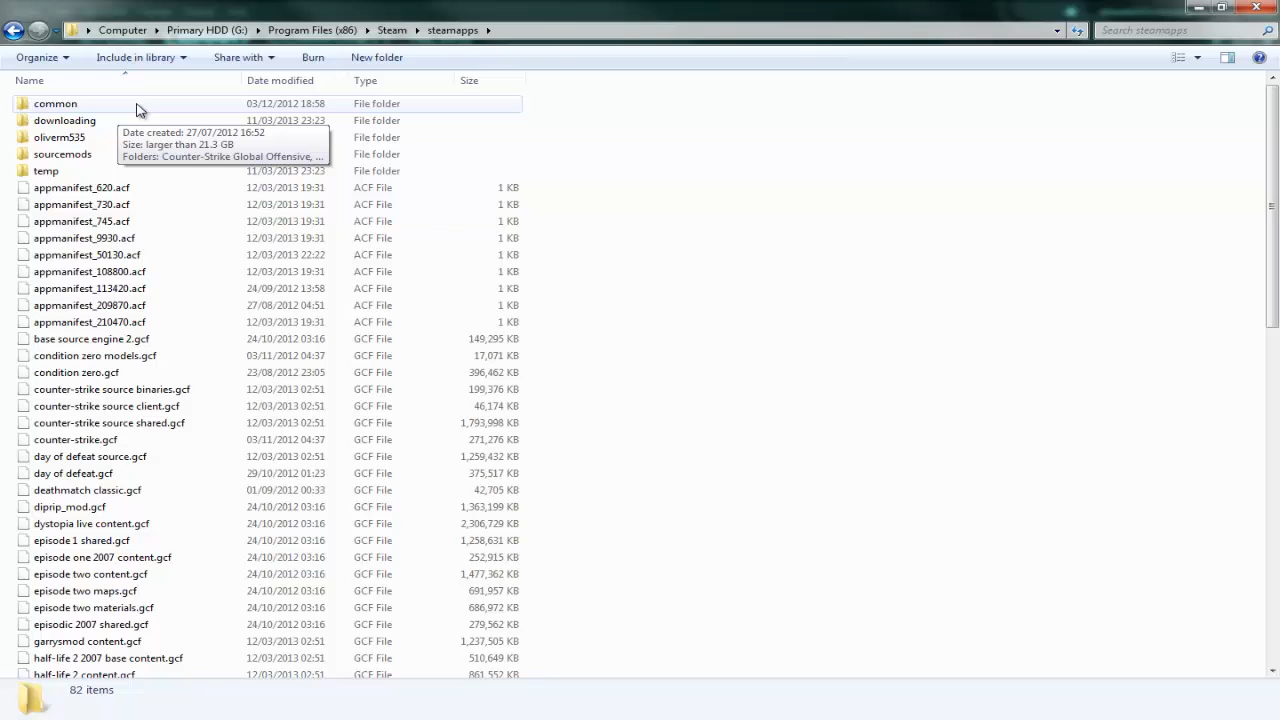 Computer Primary HDD (G:) Program Files (x86) Steam steamapps Search steamapps
Organize Include in library Share with Burn New folder
Name Date modified Type Size
common 03/12/2012 18:58 File folder
downloading 11/03/2013 23:23 File folder
oliverm535 File folder
sourcemods File folder
Date created: 27/07/2012 16:52
Size: larger than 21.3 GB
Folders: Counter-Strike Global Offensive, ...
temp 11/03/2013 23:23 File folder
appmanifest_620.acf 12/03/2013 19:31 ACF File 1 KB
appmanifest_730.acf 12/03/2013 19:31 ACF File 1 KB
appmanifest_745.acf 12/03/2013 19:31 ACF File 1 KB
appmanifest_9930.acf 12/03/2013 19:31 ACF File 1 KB
appmanifest_50130.acf 12/03/2013 22:22 ACF File 1 KB
appmanifest_108800.acf 12/03/2013 19:31 ACF File 1 KB
appmanifest_113420.acf 24/09/2012 13:58 ACF File 1 KB
appmanifest_209870.acf 27/08/2012 04:51 ACF File 1 KB
appmanifest_210470.acf 12/03/2013 19:31 ACF File 1 KB
base source engine 2.gcf 24/10/2012 03:16 GCF File 149,295 KB
condition zero models.gcf 03/11/2012 04:37 GCF File 17,071 KB
condition zero.gcf 23/08/2012 23:05 GCF File 396,462 KB
counter-strike source binaries.gcf 12/03/2013 02:51 GCF File 199,376 KB
counter-strike source client.gcf 12/03/2013 02:51 GCF File 46,174 KB
counter-strike source shared.gcf 12/03/2013 02:51 GCF File 1,793,998 KB
counter-strike.gcf 03/11/2012 04:37 GCF File 271,276 KB
day of defeat source.gcf 12/03/2013 02:51 GCF File 1,259,432 KB
day of defeat.gcf 29/10/2012 01:23 GCF File 375,517 KB
deathmatch classic.gcf 01/09/2012 00:33 GCF File 42,705 KB
diprip_mod.gcf 24/10/2012 03:16 GCF File 1,363,199 KB
dystopia live content.gcf 24/10/2012 03:16 GCF File 2,306,729 KB
episode 1 shared.gcf 24/10/2012 03:16 GCF File 1,258,631 KB
episode one 2007 content.gcf 24/10/2012 03:16 GCF File 252,915 KB
episode two content.gcf 24/10/2012 03:16 GCF File 1,477,362 KB
episode two maps.gcf 24/10/2012 03:16 GCF File 691,957 KB
episode two materials.gcf 24/10/2012 03:16 GCF File 686,972 KB
episodic 2007 shared.gcf 24/10/2012 03:16 GCF File 279,562 KB
garrysmod content.gcf 12/03/2013 02:51 GCF File 1,237,505 KB
half-life 2 2007 base content.gcf 12/03/2013 02:51 GCF File 510,649 KB
half-life 2 content.gcf 12/03/2013 02:51 GCF File 861,552 KB
82 items